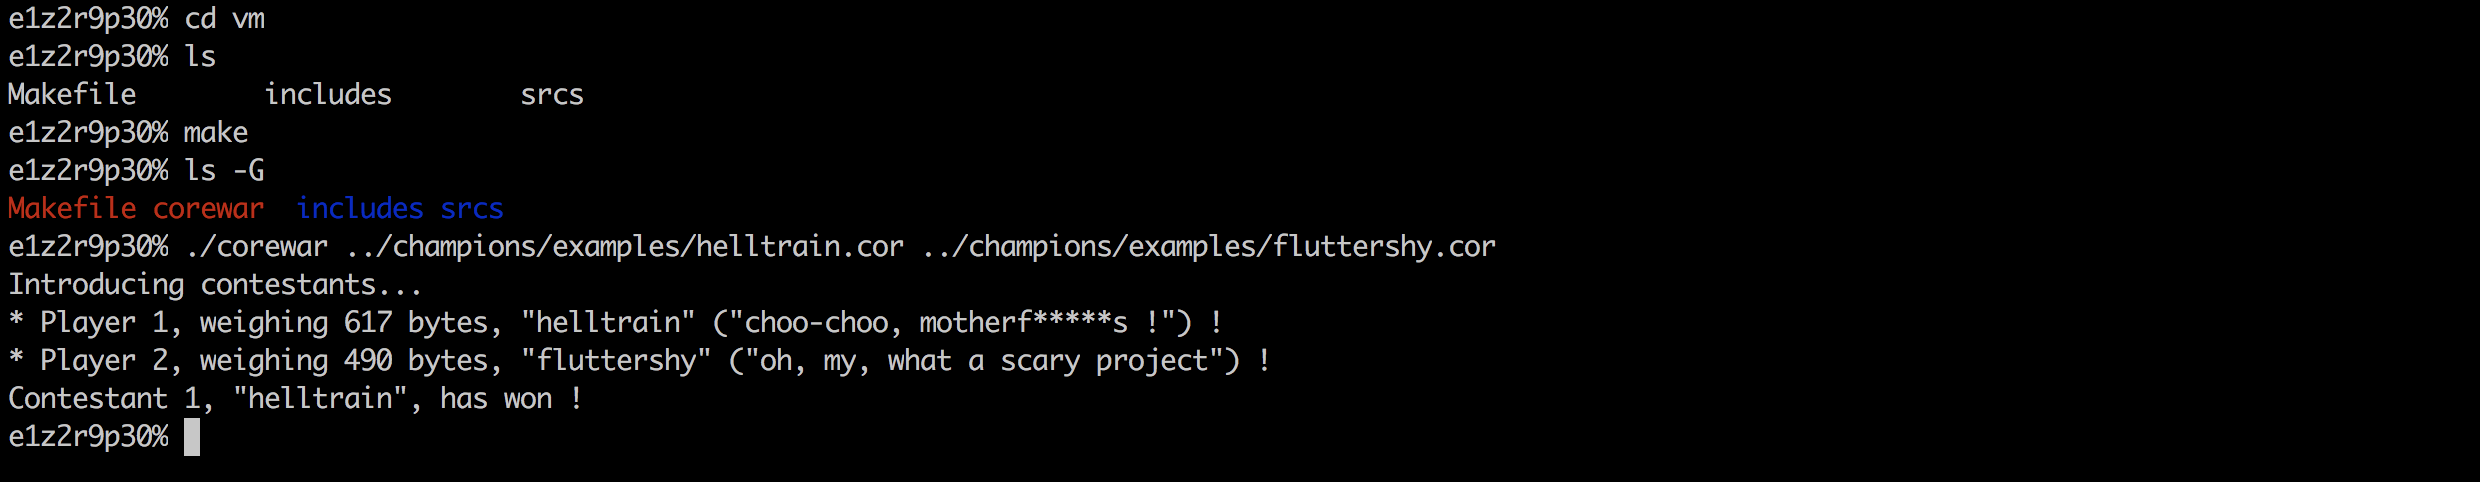 e1z2r9p30% cd vm
e1z2r9p30% ls
Makefile        includes        srcs
e1z2r9p30% make
e1z2r9p30% ls -G
Makefile corewar  includes srcs
e1z2r9p30% ./corewar ../champions/examples/helltrain.cor ../champions/examples/fluttershy.cor
Introducing contestants...
* Player 1, weighing 617 bytes, "helltrain" ("choo-choo, motherf*****s !") !
* Player 2, weighing 490 bytes, "fluttershy" ("oh, my, what a scary project") !
Contestant 1, "helltrain", has won !
e1z2r9p30%